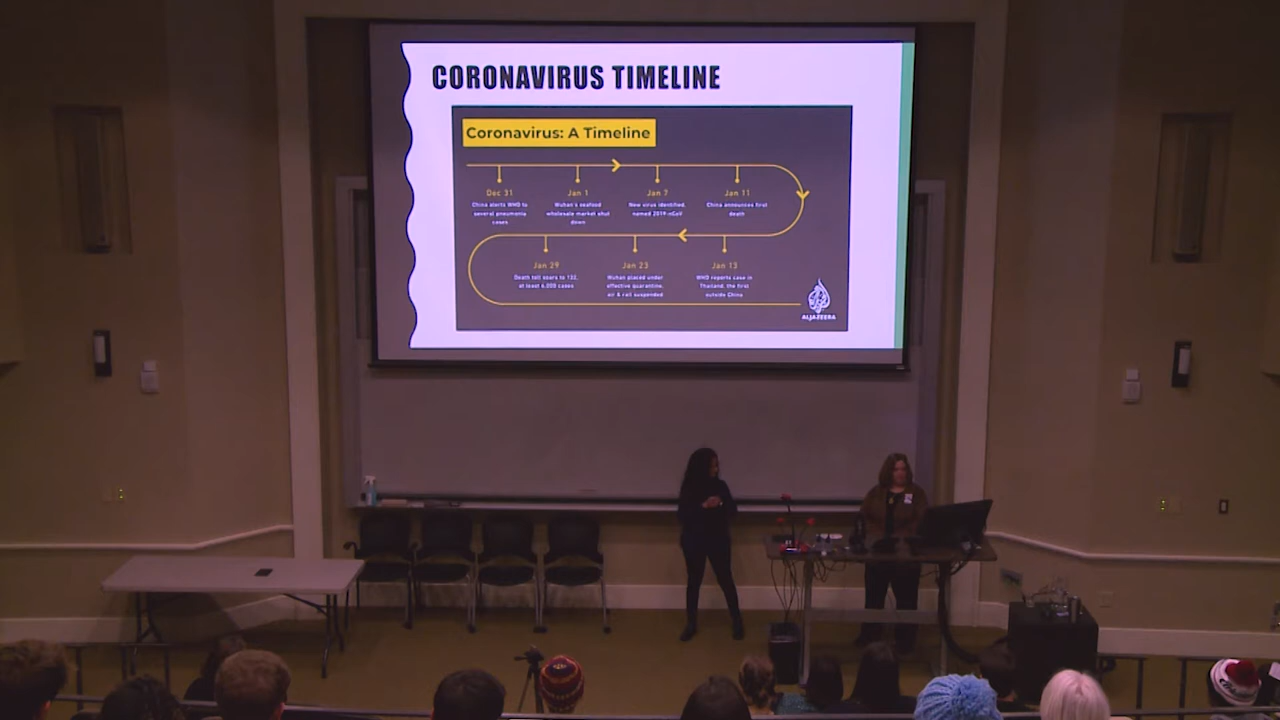 CORONAVIRUS TIMELINE
Coronavirus: A Timeline
Dec 31
China alerts WHO to
several pneumonia
cases
Jan 1
Wuhan's seafood
wholesale market shut
down
Jan 7
New virus identified,
named 2019-nCoV
Jan 11
China announces first
death
Jan 29
Death toll soars to 132,
at least 6,000 cases
Jan 23
Wuhan placed under
effective quarantine,
air & rail suspended
Jan 13
WHO reports case in
Thailand, the first
outside China
ALJAZEERA